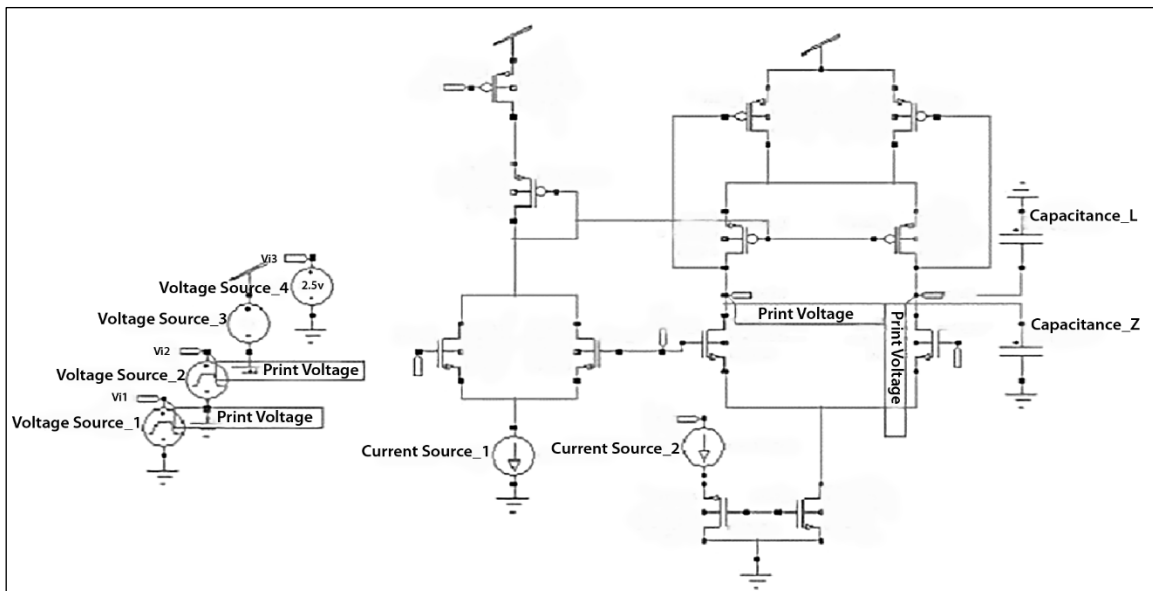 Capacitance_L
Vi3
Voltage Source_4
2.5v
Voltage Source_3
Print Voltage
Capacitance_Z
Vi2
Print Voltage
Print Voltage
Voltage Source_2
Vi1
Print Voltage
Voltage Source_1
Current Source_1
Current Source_2